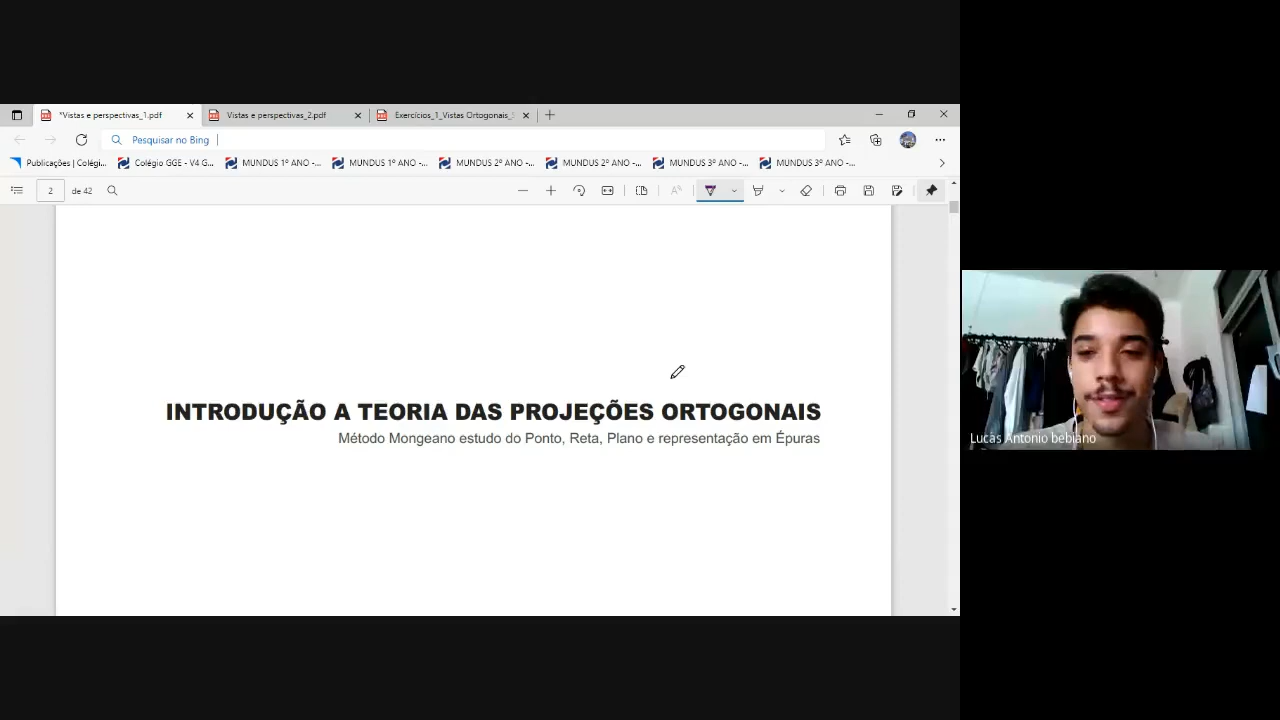 *Vistas e perspectivas_1.pdf
Vistas e perspectivas_2.pdf
Exercícios_1_Vistas Ortogonais_
Pesquisar no Bing
Publicações | Colégi...
Colégio GGE - V4 G...
MUNDUS 1º ANO -...
MUNDUS 1º ANO -...
MUNDUS 2º ANO -...
MUNDUS 2º ANO -...
MUNDUS 3º ANO -...
MUNDUS 3º ANO -...
2 de 42
INTRODUÇÃO A TEORIA DAS PROJEÇÕES ORTOGONAIS
Método Mongeano estudo do Ponto, Reta, Plano e representação em Épuras
Lucas Antonio bebiano